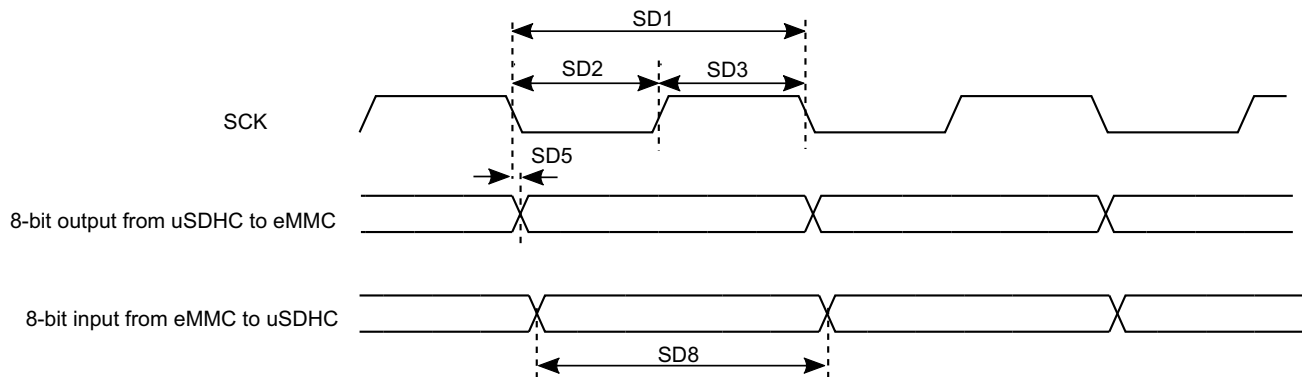 SD1
SD2
SD3
SCK
SD5
8-bit output from uSDHC to eMMC
8-bit input from eMMC to uSDHC
SD8